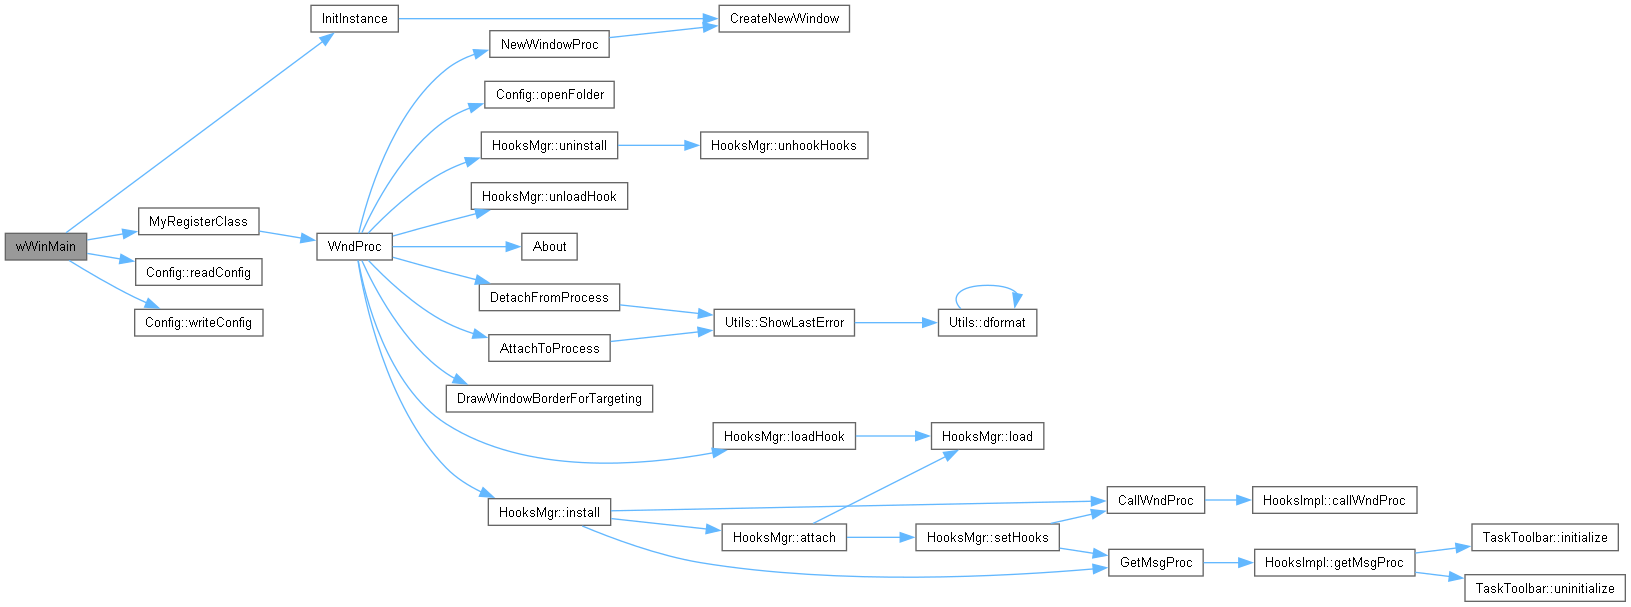 InitInstance
CreateNewWindow
NewWindowProc
Config::openFolder
HooksMgr::uninstall
HooksMgr::unhookHooks
HooksMgr::unloadHook
MyRegisterClass
wWinMain
WndProc
About
Config::readConfig
DetachFromProcess
Config::writeConfig
Utils::ShowLastError
Utils::dformat
AttachToProcess
DrawWindowBorderForTargeting
HooksMgr::loadHook
HooksMgr::load
CallWndProc
HooksImpl::callWndProc
HooksMgr::install
HooksMgr::attach
HooksMgr::setHooks
TaskToolbar::initialize
GetMsgProc
HooksImpl::getMsgProc
TaskToolbar::uninitialize